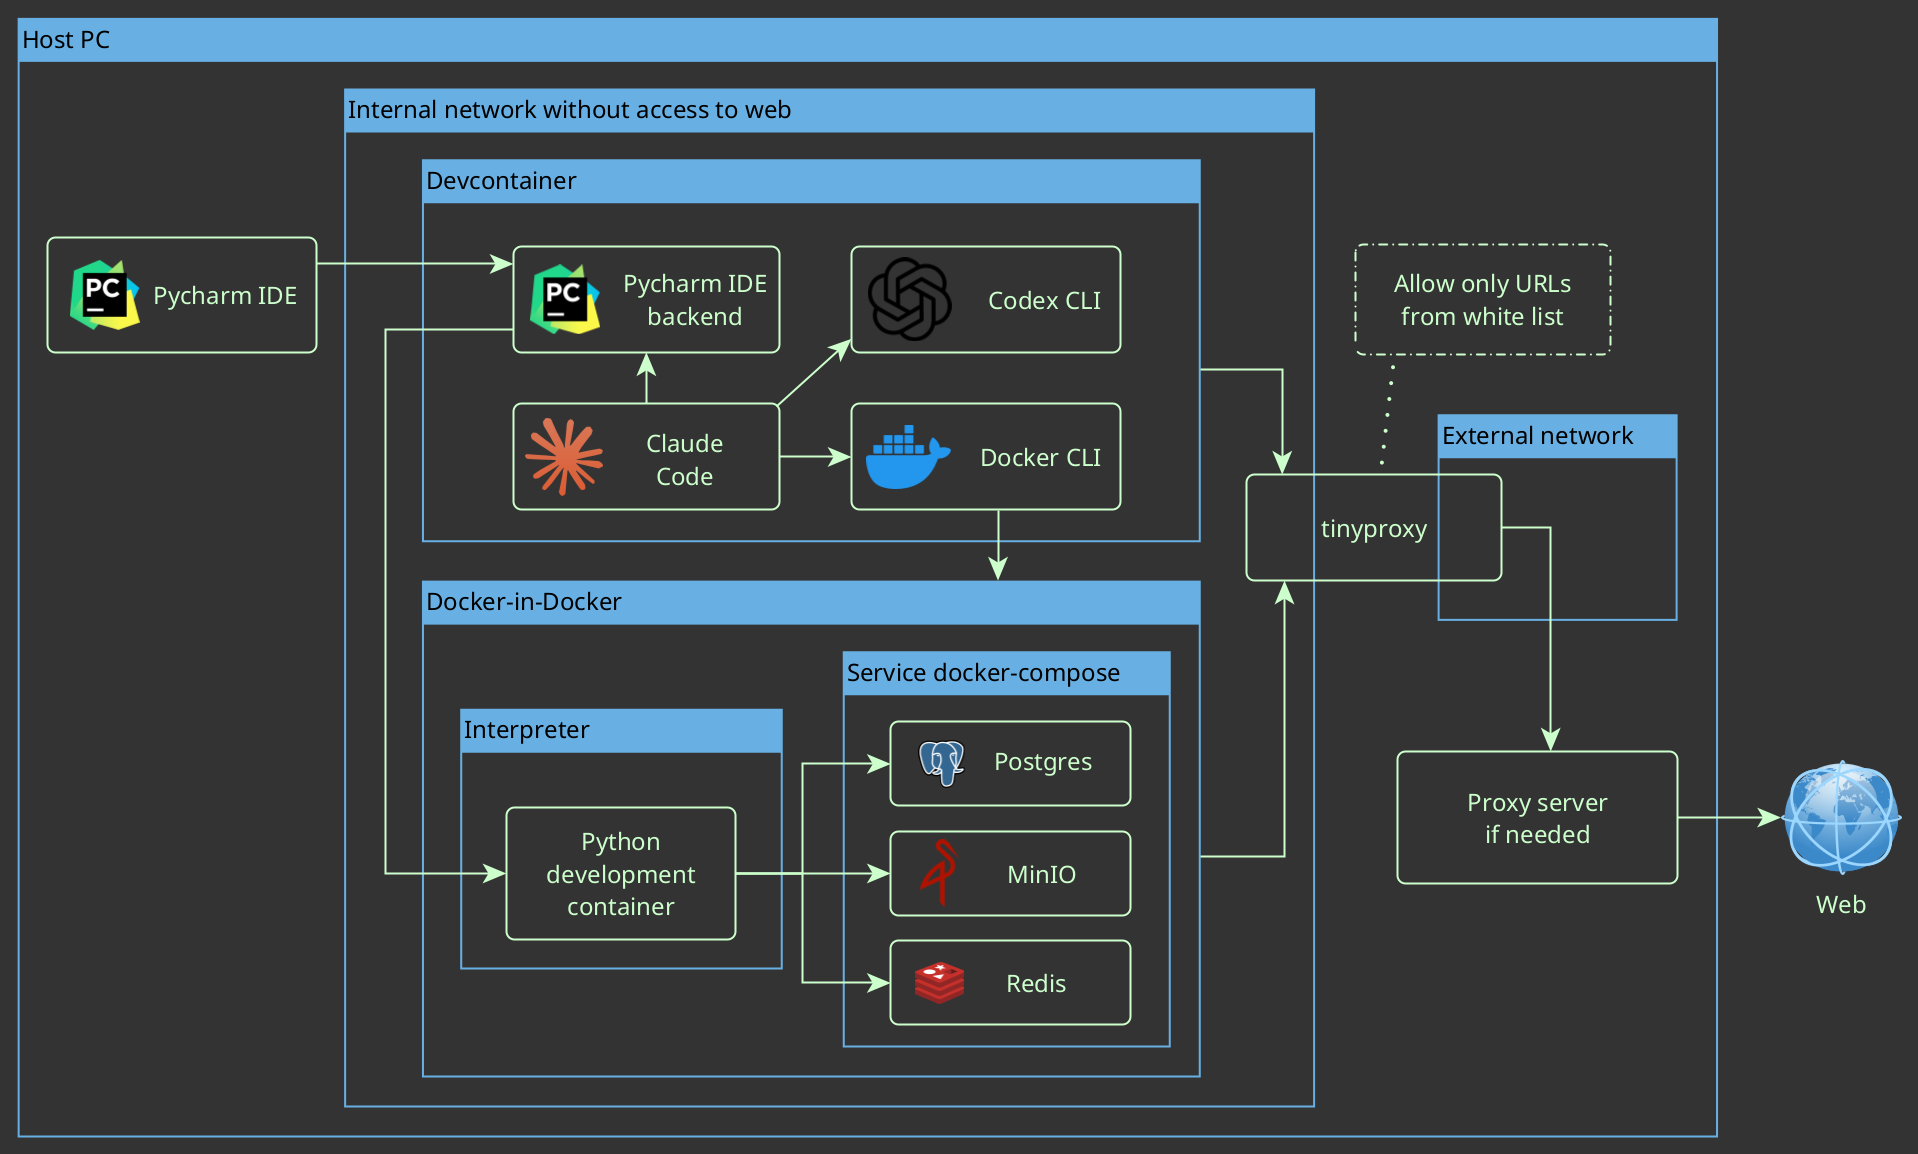 Host PC
Internal network without access to web
Devcontainer
PC
Pycharm IDE
PC
Pycharm IDE
backend
Codex CLI
Allow only URLs
from white list
Claude
Code
Docker CLI
External network
tinyproxy
Docker-in-Docker
Service docker-compose
Interpreter
Postgres
Python
development
container
MinIO
Redis
Proxy server
if needed
Web